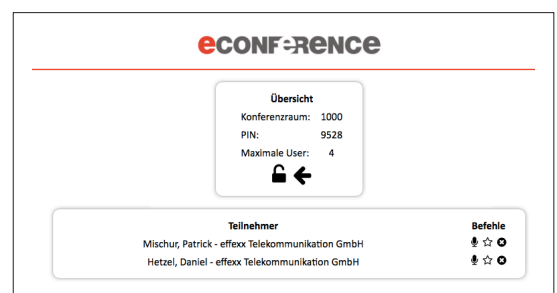 eCONFERENCE
Übersicht
Konferenzraum: 1000
PIN: 9528
Maximale User: 4
Teilnehmer Befehle
Mischur, Patrick - effexx Telekommunikation GmbH
Hetzel, Daniel - effexx Telekommunikation GmbH